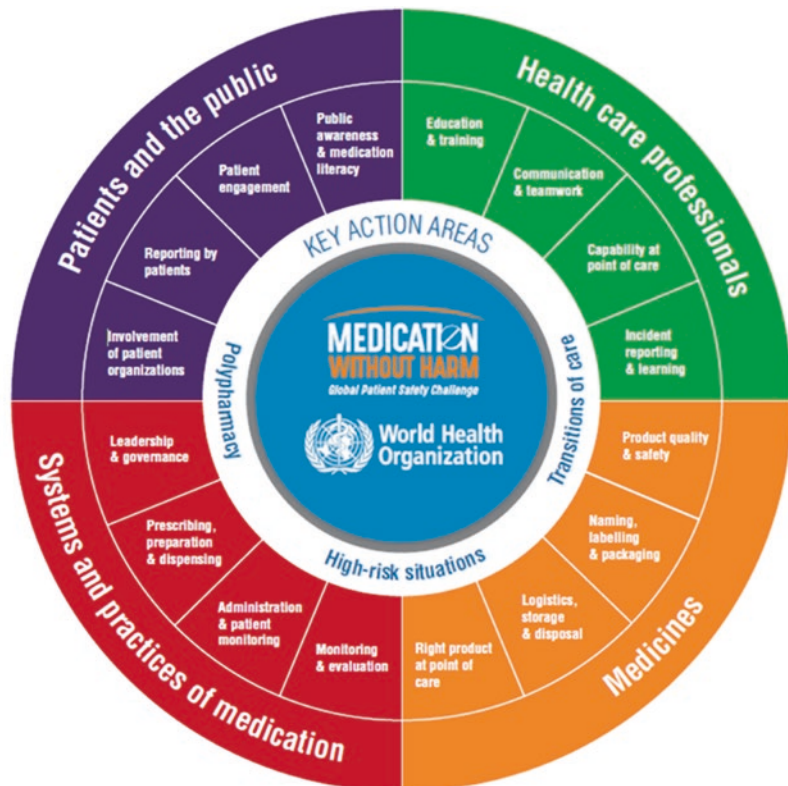 Patients and the public
Public
awareness
& medication
literacy
Patient
engagement
Reporting by
patients
Involvement
of patient
organizations
Health care professionals
Education
& training
Communication
& teamwork
Capability at
point of care
Incident
reporting
& learning
KEY ACTION AREAS
Polypharmacy
Transitions of care
High-risk situations
MEDICATION
WITHOUT HARM
Global Patient Safety Challenge
World Health
Organization
Systems and practices of medication
Leadership
& governance
Prescribing,
preparation
& dispensing
Administration
& patient
monitoring
Monitoring
& evaluation
Medicines
Product quality
& safety
Naming,
labelling
& packaging
Logistics,
storage
& disposal
Right product
at point of
care